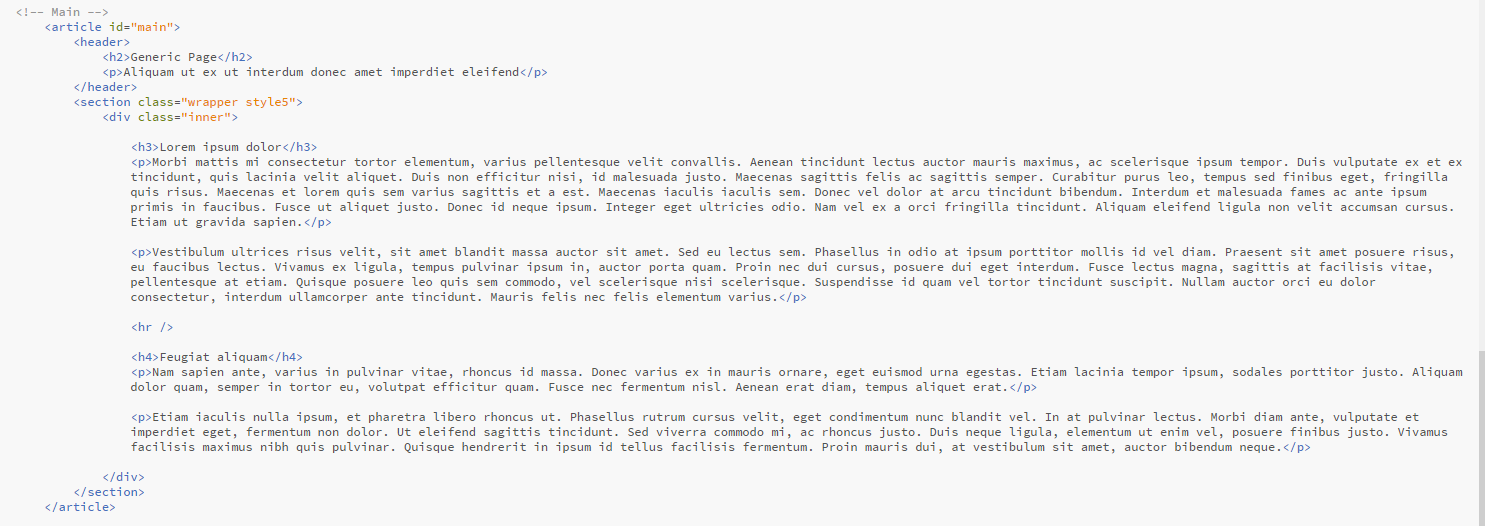 <!-- Main -->
<article id="main">
<header>
<h2>Generic Page</h2>
<p>Aliquam ut ex ut interdum donec amet imperdiet eleifend</p>
</header>
<section class="wrapper style5">
<div class="inner">
<h3>Lorem ipsum dolor</h3>
<p>Morbi mattis mi consectetur tortor elementum, varius pellentesque velit convallis. Aenean tincidunt lectus auctor mauris maximus, ac scelerisque ipsum tempor. Duis vulputate ex et ex
tincidunt, quis lacinia velit aliquet. Duis non efficitur nisi, id malesuada justo. Maecenas sagittis felis ac sagittis semper. Curabitur purus leo, tempus sed finibus eget, fringilla
quis risus. Maecenas et lorem quis sem varius sagittis et a est. Maecenas iaculis iaculis sem. Donec vel dolor at arcu tincidunt bibendum. Interdum et malesuada fames ac ante ipsum
primis in faucibus. Fusce ut aliquet justo. Donec id neque ipsum. Integer eget ultricies odio. Nam vel ex a orci fringilla tincidunt. Aliquam eleifend ligula non velit accumsan cursus.
Etiam ut gravida sapien.</p>
<p>Vestibulum ultrices risus velit, sit amet blandit massa auctor sit amet. Sed eu lectus sem. Phasellus in odio at ipsum porttitor mollis id vel diam. Praesent sit amet posuere risus,
eu faucibus lectus. Vivamus ex ligula, tempus pulvinar ipsum in, auctor porta quam. Proin nec dui cursus, posuere dui eget interdum. Fusce lectus magna, sagittis at facilisis vitae,
pellentesque at etiam. Quisque posuere leo quis sem commodo, vel scelerisque nisi scelerisque. Suspendisse id quam vel tortor tincidunt suscipit. Nullam auctor orci eu dolor
consectetur, interdum ullamcorper ante tincidunt. Mauris felis nec felis elementum varius.</p>
<hr />
<h4>Feugiat aliquam</h4>
<p>Nam sapien ante, varius in pulvinar vitae, rhoncus id massa. Donec varius ex in mauris ornare, eget euismod urna egestas. Etiam lacinia tempor ipsum, sodales porttitor justo. Aliquam
dolor quam, semper in tortor eu, volutpat efficitur quam. Fusce nec fermentum nisl. Aenean erat diam, tempus aliquet erat.</p>
<p>Etiam iaculis nulla ipsum, et pharetra libero rhoncus ut. Phasellus rutrum cursus velit, eget condimentum nunc blandit vel. In at pulvinar lectus. Morbi diam ante, vulputate et
imperdiet eget, fermentum non dolor. Ut eleifend sagittis tincidunt. Sed viverra commodo mi, ac rhoncus justo. Duis neque ligula, elementum ut enim vel, posuere finibus justo. Vivamus
facilisis maximus nibh quis pulvinar. Quisque hendrerit in ipsum id tellus facilisis fermentum. Proin mauris dui, at vestibulum sit amet, auctor bibendum neque.</p>
</div>
</section>
</article>